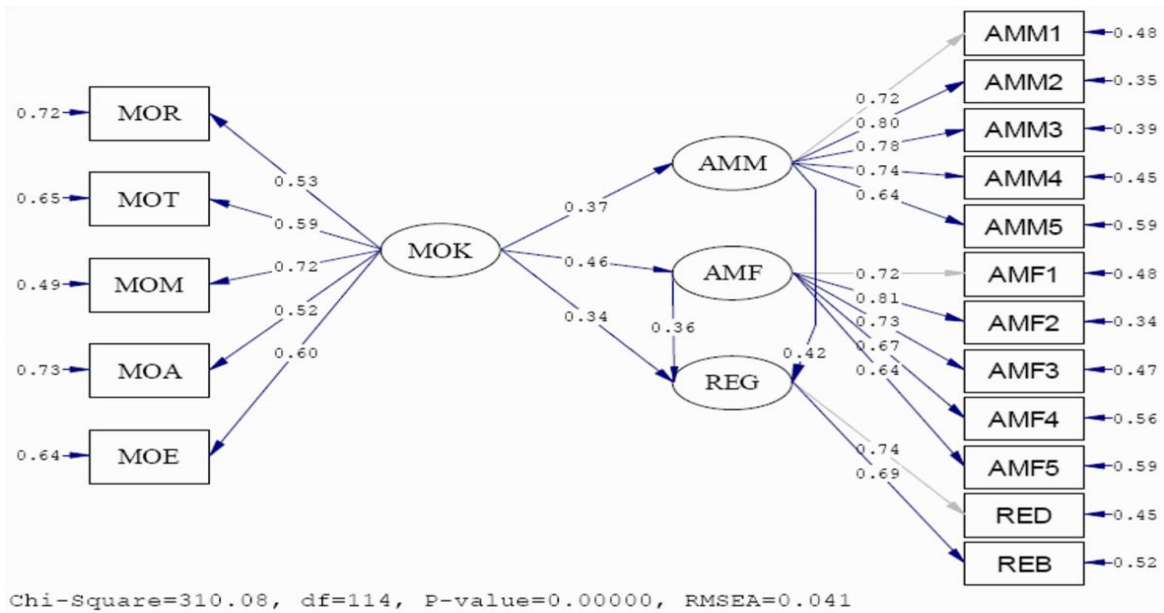 0.72 MOR
0.65 MOT
0.49 MOM
0.73 MOA
0.64 MOE
0.53
0.59
0.72
0.52
0.60
MOK
0.37
0.46
0.34
AMM
AMF
0.36
REG
0.42
0.72
0.80
0.78
0.74
0.64
0.72
0.81
0.73
0.67
0.64
0.74
0.69
AMM1 0.48
AMM2 0.35
AMM3 0.39
AMM4 0.45
AMM5 0.59
AMF1 0.48
AMF2 0.34
AMF3 0.47
AMF4 0.56
AMF5 0.59
RED 0.45
REB 0.52
Chi-Square=310.08, df=114, P-value=0.00000, RMSEA=0.041